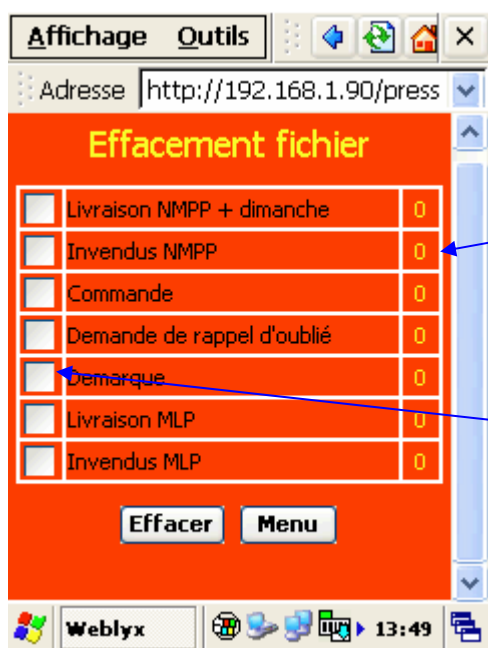 Affichage Outils
Adresse http://192.168.1.90/press
Effacement fichier
Livraison NMPP + dimanche 0
Invendus NMPP 0
Commande 0
Demande de rappel d'oublié 0
Demarque 0
Livraison MLP 0
Invendus MLP 0
Effacer Menu
Weblyx 13:49